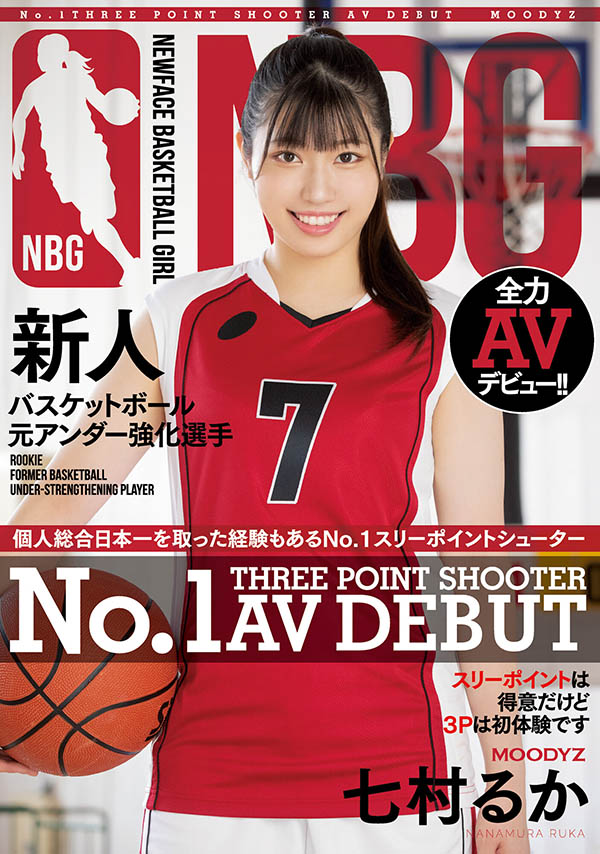 No.1 THREE POINT SHOOTER AV DEBUT MOODYZ
NBG
NBG
NEWFACE BASKETBALL GIRL
全力
AV
デビュー!!
新人
バスケットボール
元アンダー強化選手
ROOKIE
FORMER BASKETBALL
UNDER-STRENGTHENING PLAYER
7
個人総合日本一を取った経験もあるNo.1スリーポイントシューター
No.1 THREE POINT SHOOTER
AV DEBUT
スリーポイントは
得意だけど
3Pは初体験です
MOODYZ
七村るか
NANAMURA RUKA